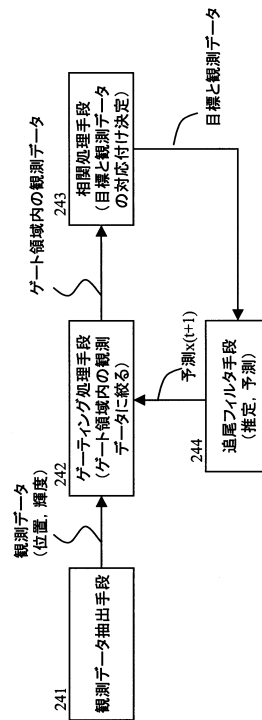 241
観測データ抽出手段
観測データ
(位置, 輝度)
242
ゲーティング処理手段
(ゲート領域内の観測
データに絞る)
ゲート領域内の観測データ
243
相関処理手段
(目標と観測データ
の対応付け決定)
目標と観測データ
予測x(t+1)
244
追尾フィルタ手段
(推定, 予測)